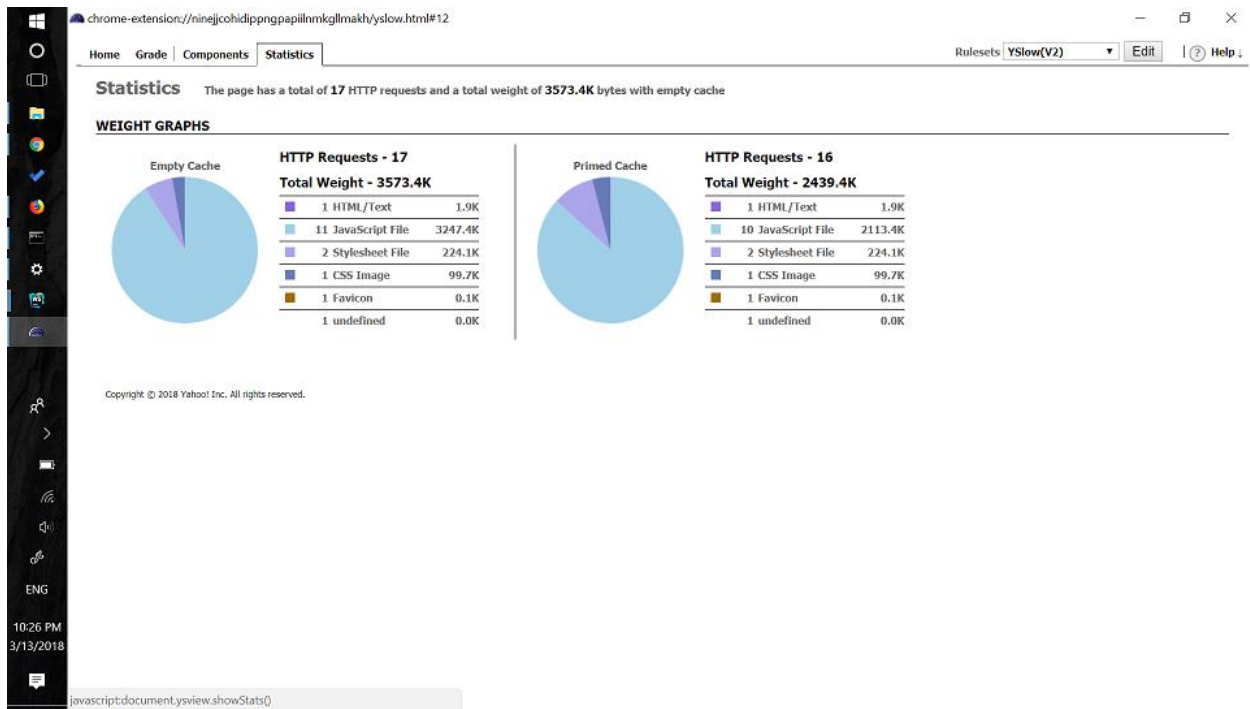 chrome-extension://ninejjcohidippngpapiilnmkgllmakh/yslow.html#12
Home Grade Components Statistics Rulesets YSlow(V2) Edit ? Help ↓
Statistics The page has a total of 17 HTTP requests and a total weight of 3573.4K bytes with empty cache
WEIGHT GRAPHS
Empty Cache
HTTP Requests - 17
Total Weight - 3573.4K
1 HTML/Text 1.9K
11 JavaScript File 3247.4K
2 Stylesheet File 224.1K
1 CSS Image 99.7K
1 Favicon 0.1K
1 undefined 0.0K
Primed Cache
HTTP Requests - 16
Total Weight - 2439.4K
1 HTML/Text 1.9K
10 JavaScript File 2113.4K
2 Stylesheet File 224.1K
1 CSS Image 99.7K
1 Favicon 0.1K
1 undefined 0.0K
Copyright © 2018 Yahoo! Inc. All rights reserved.
ENG
10:26 PM
3/13/2018
javascript:document.ysview.showStats()